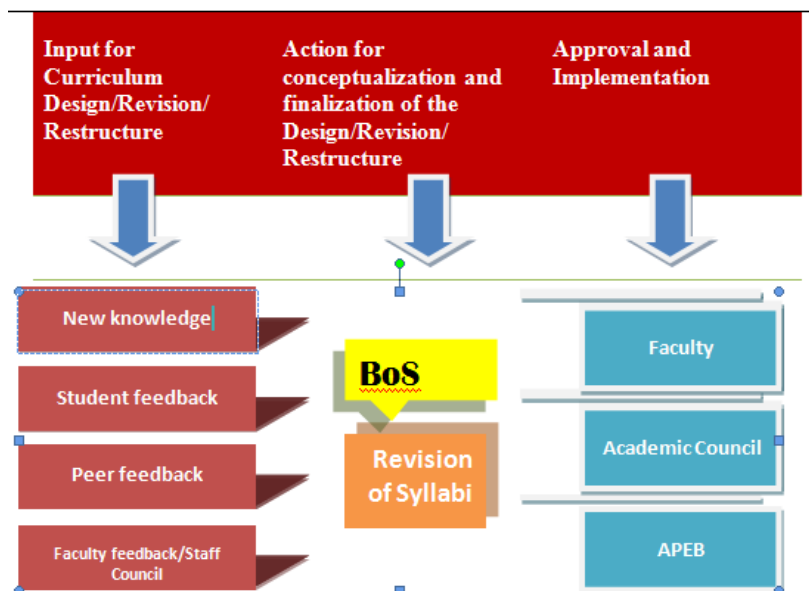 Input for
Curriculum
Design/Revision/
Restructure
Action for
conceptualization and
finalization of the
Design/Revision/
Restructure
Approval and
Implementation
New knowledge
Student feedback
Peer feedback
Faculty feedback/Staff
Council
BoS
Revision
of Syllabi
Faculty
Academic Council
APEB